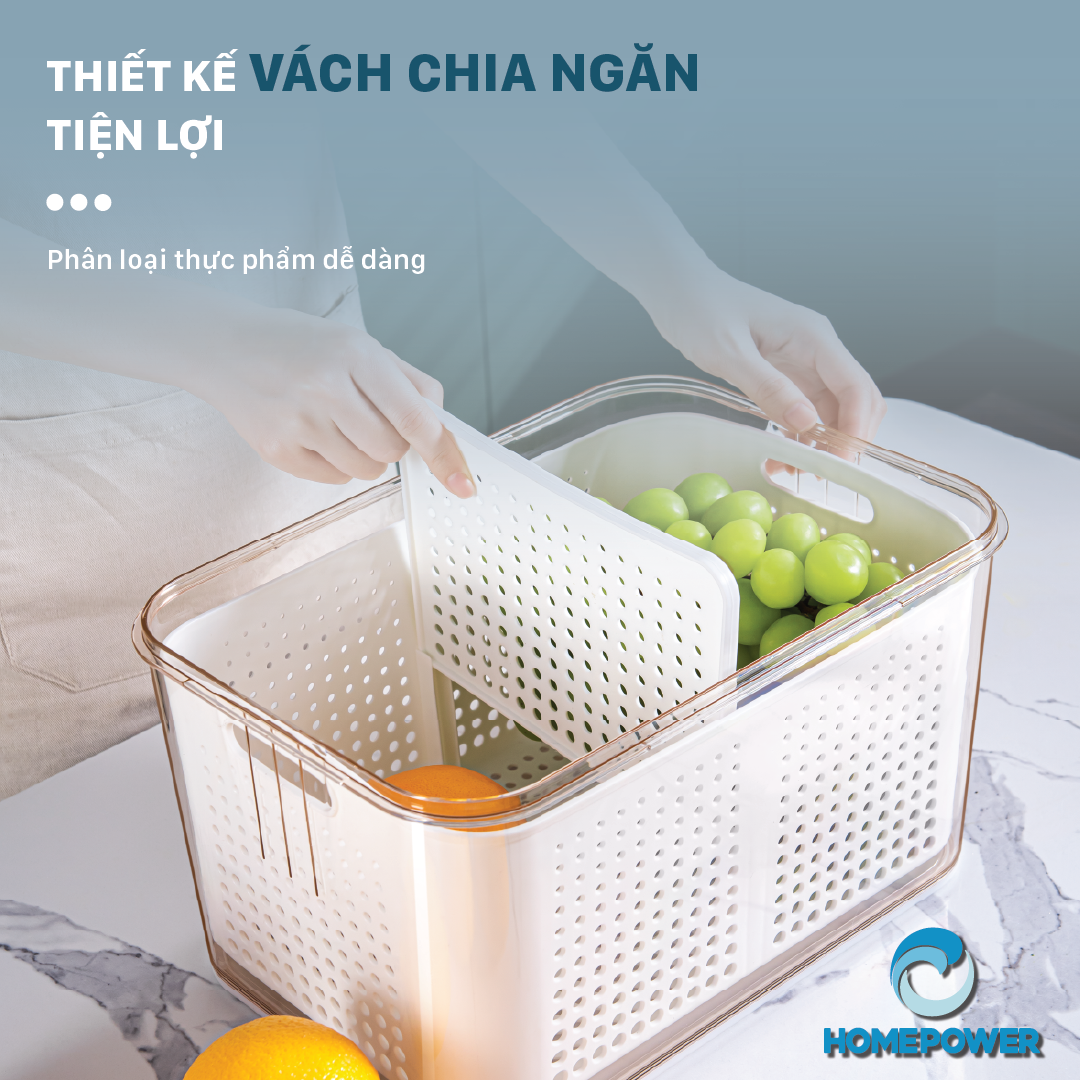 THIẾT KẾ VÁCH CHIA NGĂN
TIỆN LỢI
Phân loại thực phẩm dễ dàng
HOMEPOWER